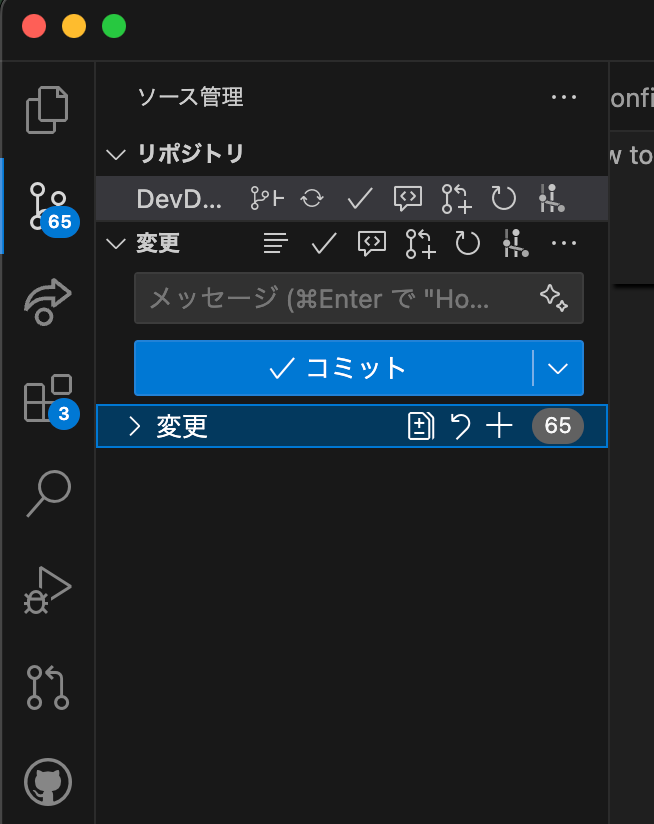 ソース管理
onfi
リポジトリ
w to
DevD...
65
変更
メッセージ (⌘Enter で "Ho...
コミット
3
変更 65